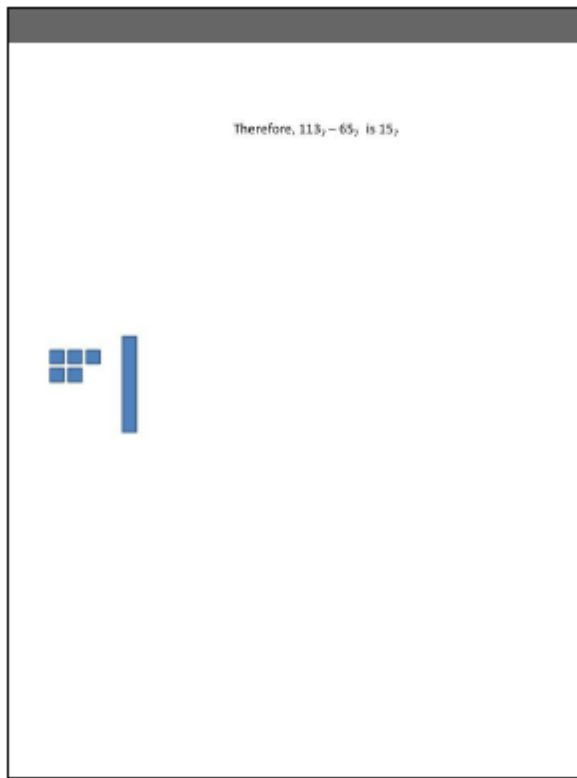 Therefore, 113₇ – 65₇ is 15₇